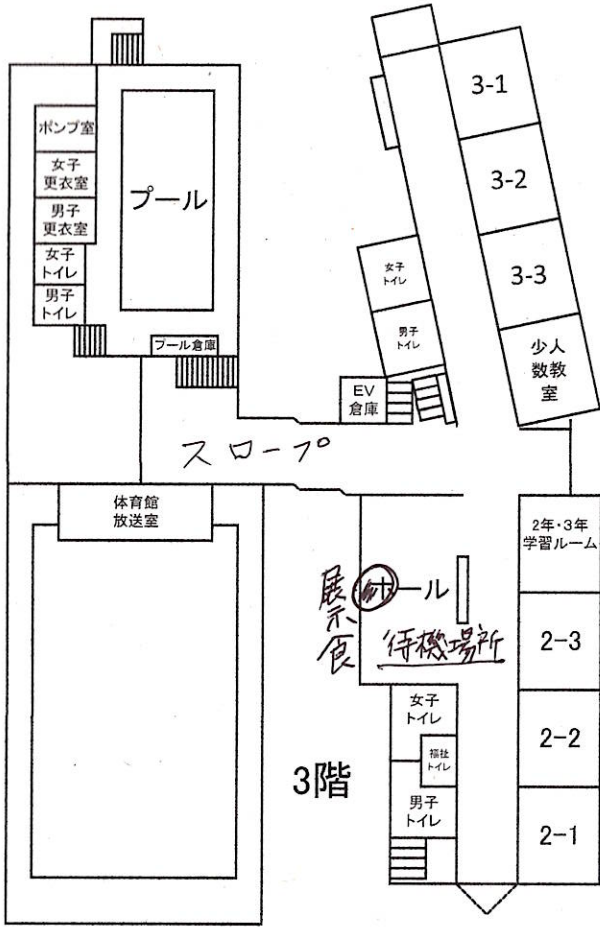 ポンプ室
女子
更衣室
男子
更衣室
女子
トイレ
男子
トイレ
プール
プール倉庫
3-1
3-2
3-3
少人
数教
室
女子
トイレ
男子
トイレ
EV
倉庫
スロープ
体育館
放送室
2年・3年
学習ルーム
展示食
ホール
待機場所
2-3
2-2
2-1
女子
トイレ
福祉
トイレ
男子
トイレ
3階